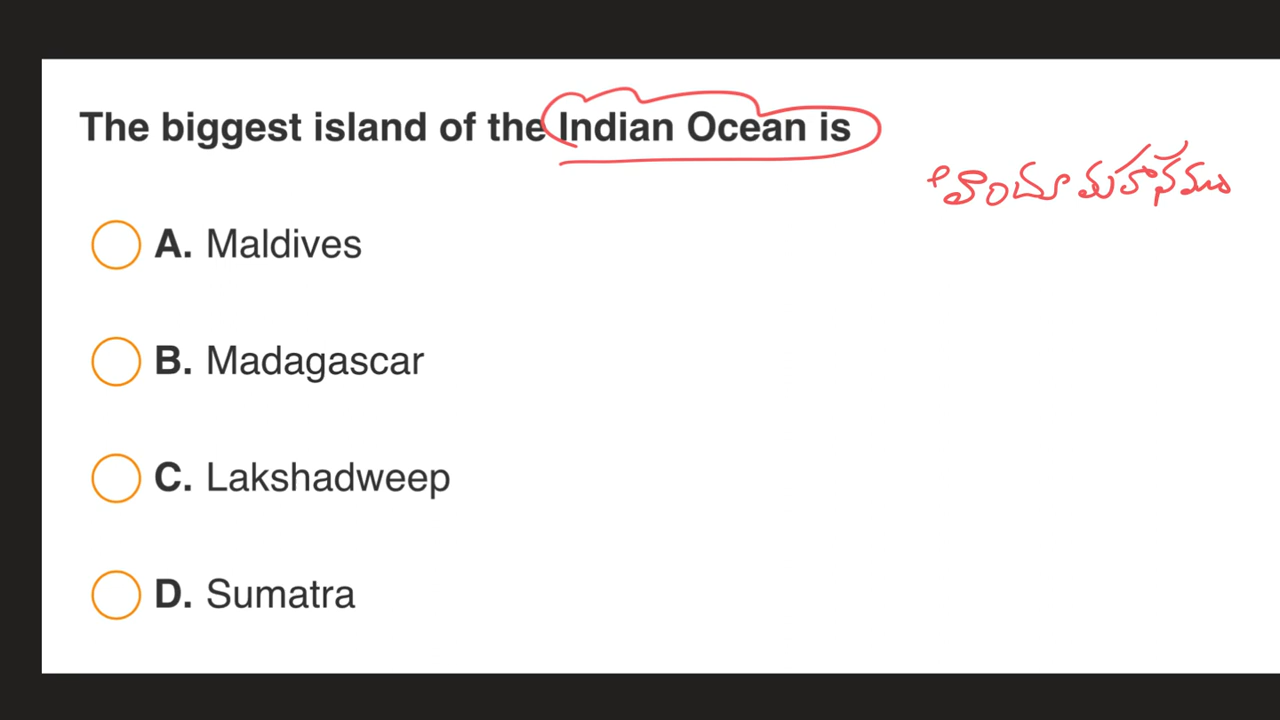 The biggest island of the Indian Ocean is
A. Maldives
B. Madagascar
C. Lakshadweep
D. Sumatra